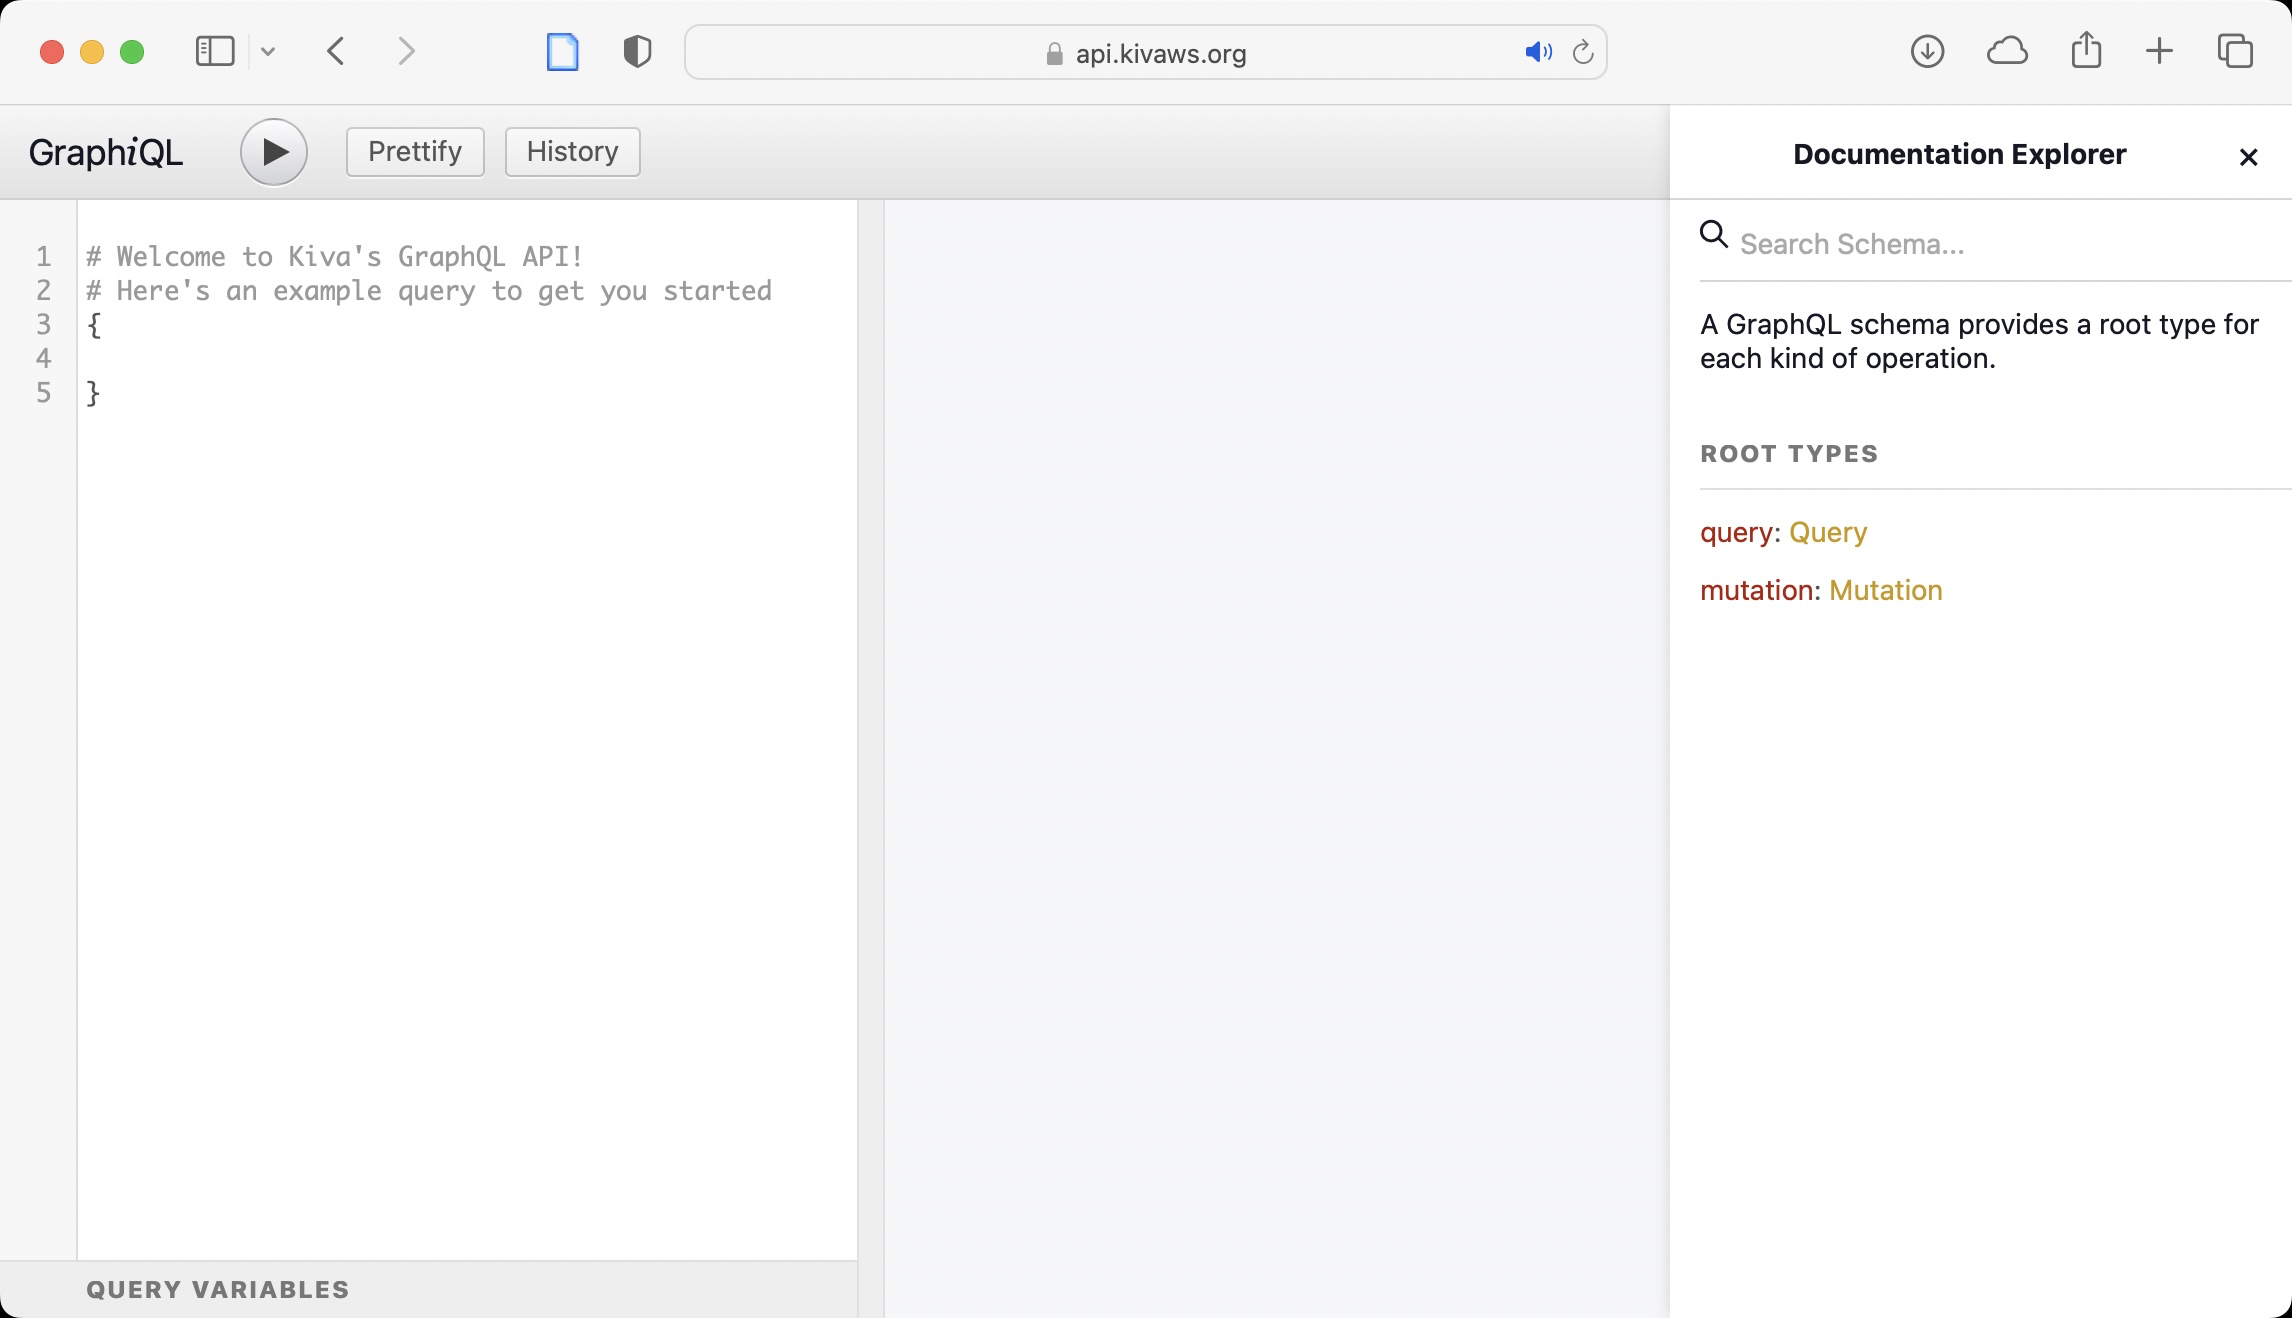 api.kivaws.org
GraphiQL
Prettify
History
Documentation Explorer
1 # Welcome to Kiva's GraphQL API!
2 # Here's an example query to get you started
3 {
4
5 }
QUERY VARIABLES
Search Schema...
A GraphQL schema provides a root type for
each kind of operation.
ROOT TYPES
query: Query
mutation: Mutation